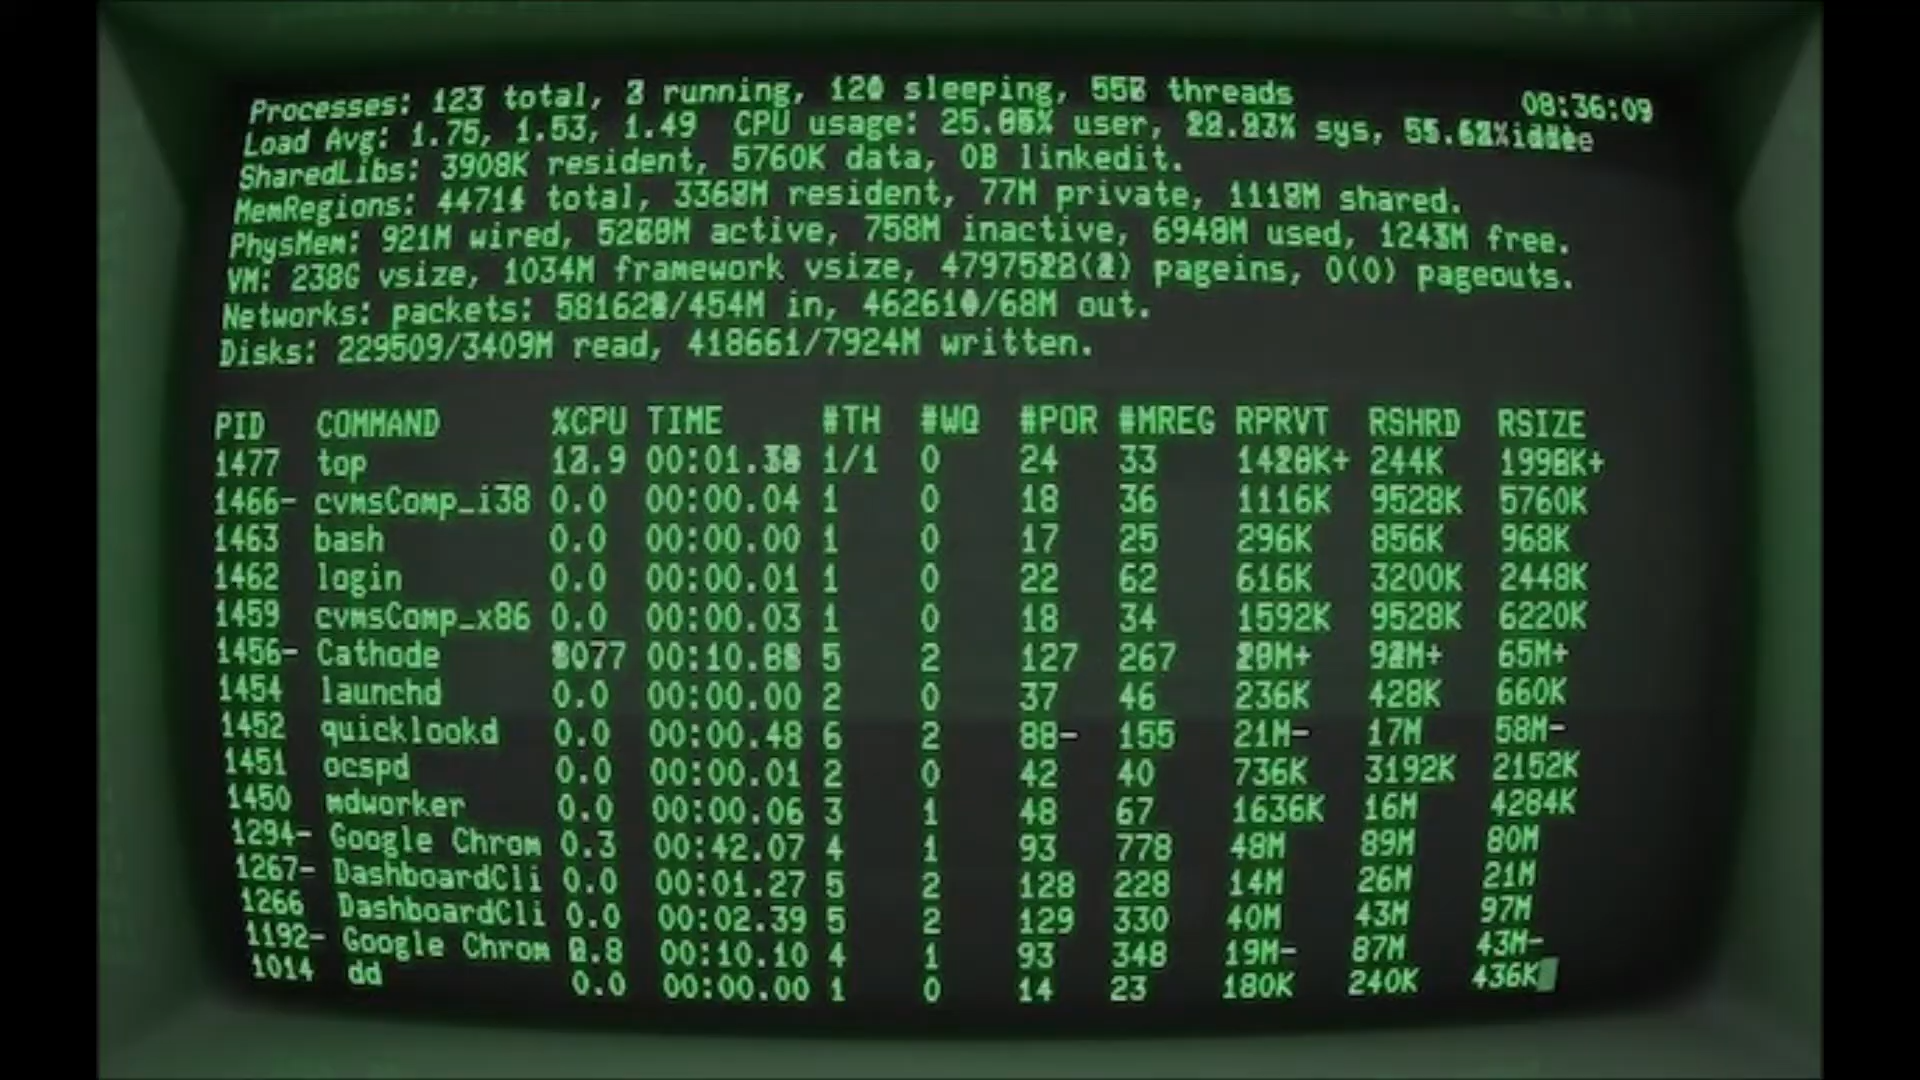 Processes: 123 total, running, 120 sleeping, threads
08:36:09
Load Avg: 1.75, 1.53, 1.49 CPU usage: user, sys,
SharedLibs: 3908K resident, 5760K data, 0B linkedit.
MemRegions: total, resident, 77M private, shared.
PhysMem: 921M wired, active, 758M inactive, used, free.
VM: 238G vsize, 1034M framework vsize, pageins, 0(0) pageouts.
Networks: packets: in, out.
Disks: 229509/3409M read, 418661/7924M written.
PID COMMAND %CPU TIME #TH #WQ #POR #MREG RPRVT RSHRD RSIZE
1477 top 1/1 0 24 33 244K
1466- cvmsComp_i38 0.0 00:00.04 1 0 18 36 1116K 9528K 5760K
1463 bash 0.0 00:00.00 1 0 17 25 296K 856K 968K
1462 login 0.0 00:00.01 1 0 22 62 616K 3200K 2448K
1459 cvmsComp_x86 0.0 00:00.03 1 0 18 34 1592K 9528K 6220K
1456- Cathode 5 2 127 267 65M+
1454 launchd 0.0 00:00.00 2 0 37 46 236K 428K 660K
1452 quicklookd 0.0 00:00.48 6 2 88- 155 21M- 17M 58M-
1451 ocspd 0.0 00:00.01 2 0 42 40 736K 3192K 2152K
1450 mdworker 0.0 00:00.06 3 1 48 67 1636K 16M 4284K
1294- Google Chrom 0.3 00:42.07 4 1 93 778 48M 89M 80M
1267- DashboardCli 0.0 00:01.27 5 2 128 228 14M 26M 21M
1266 DashboardCli 0.0 00:02.39 5 2 129 330 40M 43M 97M
1192- Google Chrom 00:10.10 4 1 93 348 19M- 87M 43M-
1014 dd 0.0 00:00.00 1 0 14 23 180K 240K 436K